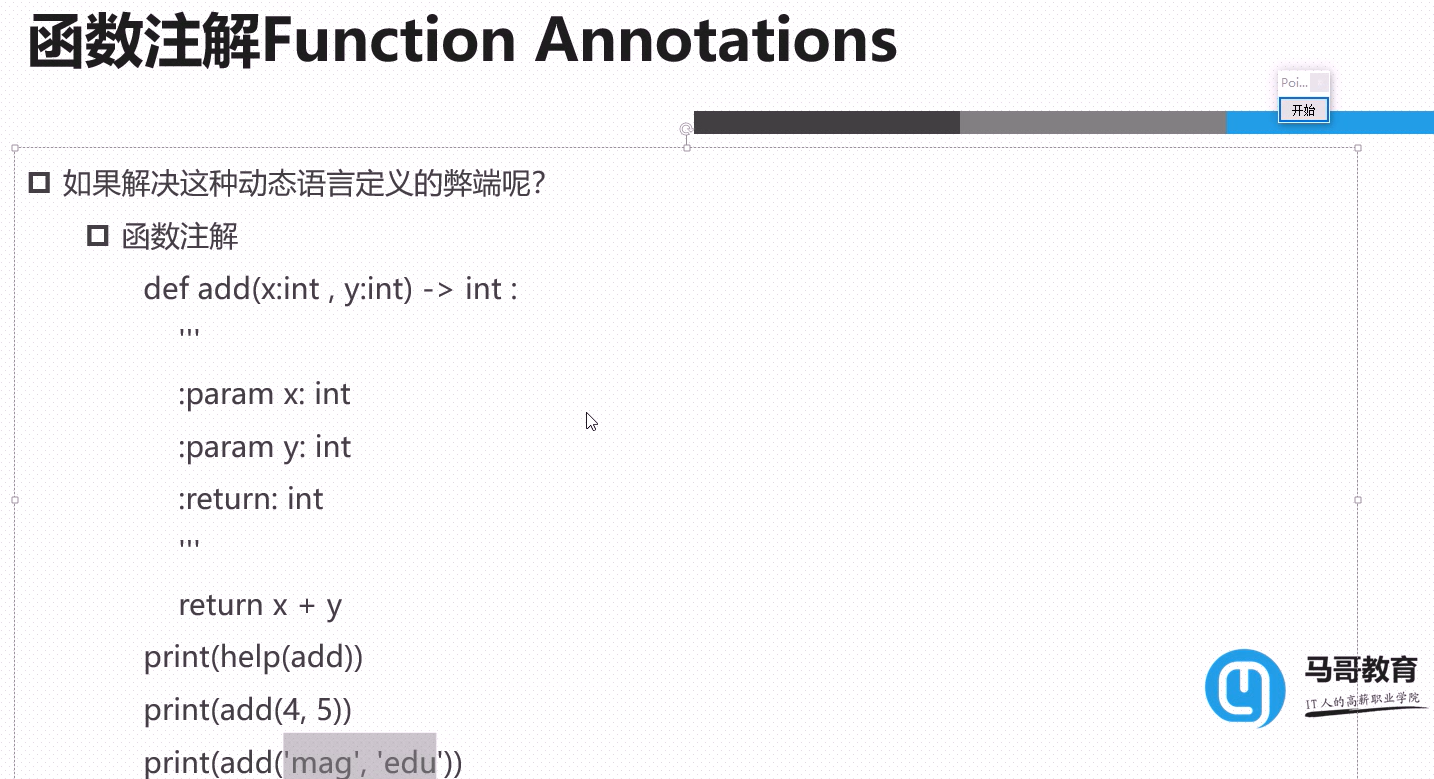 函数注解Function Annotations
Poi...
开始
如果解决这种动态语言定义的弊端呢？
函数注解
def add(x:int , y:int) -> int :
'''
:param x: int
:param y: int
:return: int
'''
return x + y
print(help(add))
print(add(4, 5))
print(add('mag', 'edu'))
马哥教育
IT人的高薪职业学院